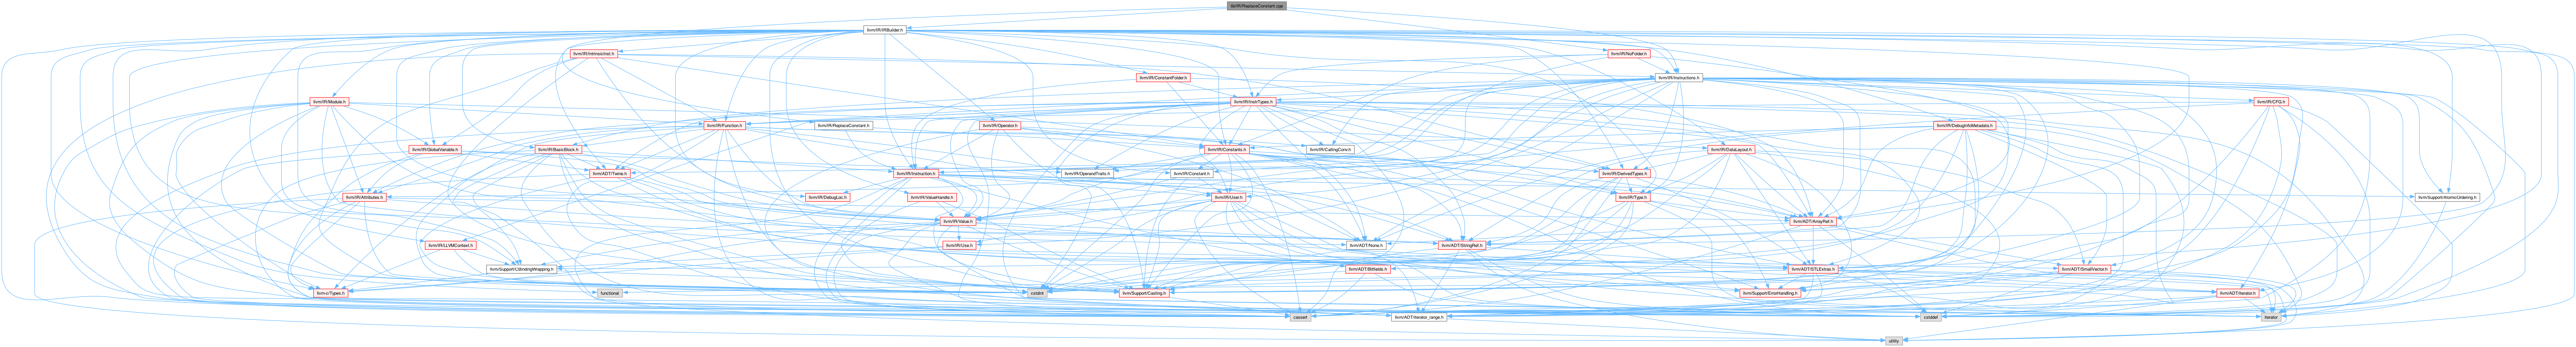 lib/IR/ReplaceConstant.cpp
llvm/IR/IRBuilder.h
llvm/IR/IntrinsicInst.h
llvm/IR/NoFolder.h
llvm/IR/ConstantFolder.h
llvm/IR/Instructions.h
llvm/IR/Module.h
llvm/IR/InstrTypes.h
llvm/IR/CFG.h
llvm/IR/Function.h
llvm/IR/ReplaceConstant.h
llvm/IR/Operator.h
llvm/IR/DebugInfoMetadata.h
llvm/IR/GlobalVariable.h
llvm/IR/BasicBlock.h
llvm/IR/Constants.h
llvm/IR/CallingConv.h
llvm/IR/DataLayout.h
llvm/ADT/Twine.h
llvm/IR/Instruction.h
llvm/IR/OperandTraits.h
llvm/IR/Constant.h
llvm/IR/DerivedTypes.h
llvm/IR/Attributes.h
llvm/IR/DebugLoc.h
llvm/IR/ValueHandle.h
llvm/IR/User.h
llvm/IR/Type.h
llvm/Support/AtomicOrdering.h
llvm/IR/Value.h
llvm/ADT/ArrayRef.h
llvm/IR/LLVMContext.h
llvm/IR/Use.h
llvm/ADT/None.h
llvm/ADT/StringRef.h
llvm/Support/CBindingWrapping.h
llvm/ADT/Bitfields.h
llvm/ADT/STLExtras.h
llvm/ADT/SmallVector.h
llvm-c/Types.h
functional
cstdint
llvm/Support/Casting.h
llvm/Support/ErrorHandling.h
llvm/ADT/iterator.h
cassert
llvm/ADT/iterator_range.h
cstddef
iterator
utility